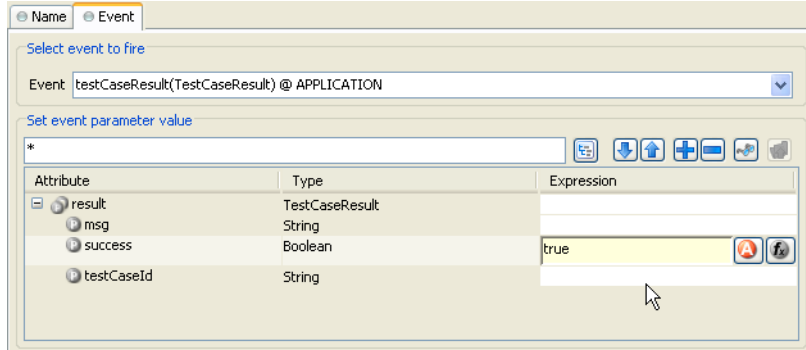 Name Event
Select event to fire
Event testCaseResult(TestCaseResult) @ APPLICATION
Set event parameter value
*
Attribute Type Expression
result TestCaseResult
P msg String
P success Boolean true A fx
P testCaseId String